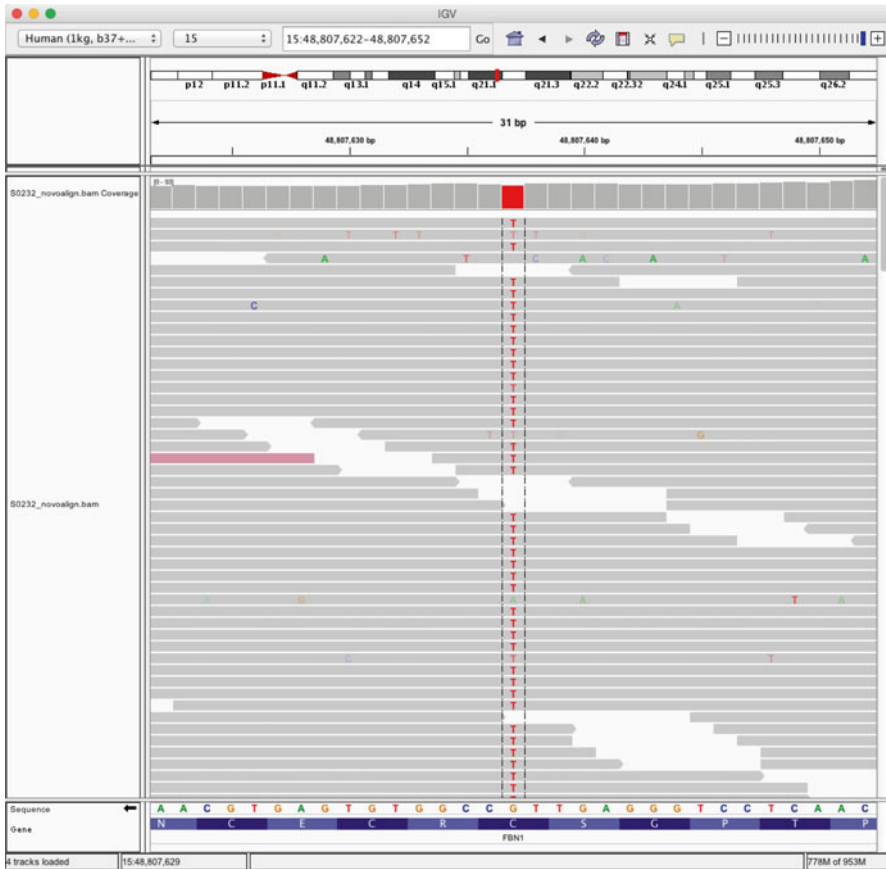 IGV
Human (1kg, b37+... 15 15:48,807,622-48,807,652 Go
p12 p11.2 p11.1 q11.2 q13.1 q14 q15.1 q21.1 q21.3 q22.2 q22.32 q24.1 q25.1 q25.3 q26.2
31 bp
48,807,630 bp 48,807,640 bp 48,807,650 bp
S0232_novoalign.bam Coverage
T
T T T T T T
T
A T C A C A T A
T
T
C T A
T
T
T
T
T
T
T
T
T
T
T T G
T
T
T
S0232_novoalign.bam
T
T
T
T
T
T
T
A G A A T A
T
T
T
T
C T T
T
T
T
T
T
T
T
T
T
Sequence A A C G T G A G T G T G G C C G T T G A G G G T C C T C A A C
Gene N C E C R C S G P T P
FBN1
4 tracks loaded 15:48,807,629 778M of 953M